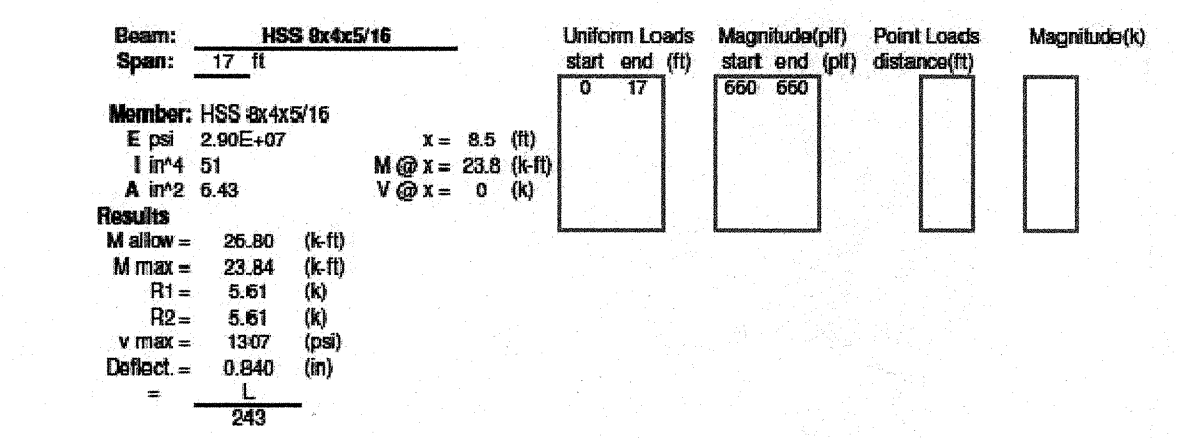 Beam: HSS 8x4x5/16 Uniform Loads Magnitude(plf) Point Loads Magnitude(k)
Span: 17 ft start end (ft) start end (plf) distance(ft)
0 17 660 660
Member: HSS 8x4x5/16
E psi 2.90E+07 x = 8.5 (ft)
I in^4 51 M @ x = 23.8 (k-ft)
A in^2 6.43 V @ x = 0 (k)
Results
M allow = 26.80 (k-ft)
M max = 23.84 (k-ft)
R1 = 5.61 (k)
R2 = 5.61 (k)
v max = 1307 (psi)
Deflect. = 0.840 (in)
= L
243